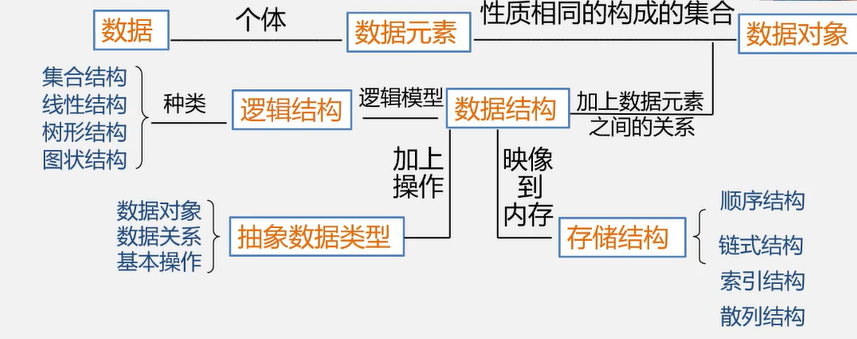 数据
个体
数据元素
性质相同的构成的集合
数据对象
集合结构
线性结构
树形结构
图状结构
种类
逻辑结构
逻辑模型
数据结构
加上数据元素
之间的关系
加上
操作
映像
到
内存
数据对象
数据关系
基本操作
抽象数据类型
存储结构
顺序结构
链式结构
索引结构
散列结构